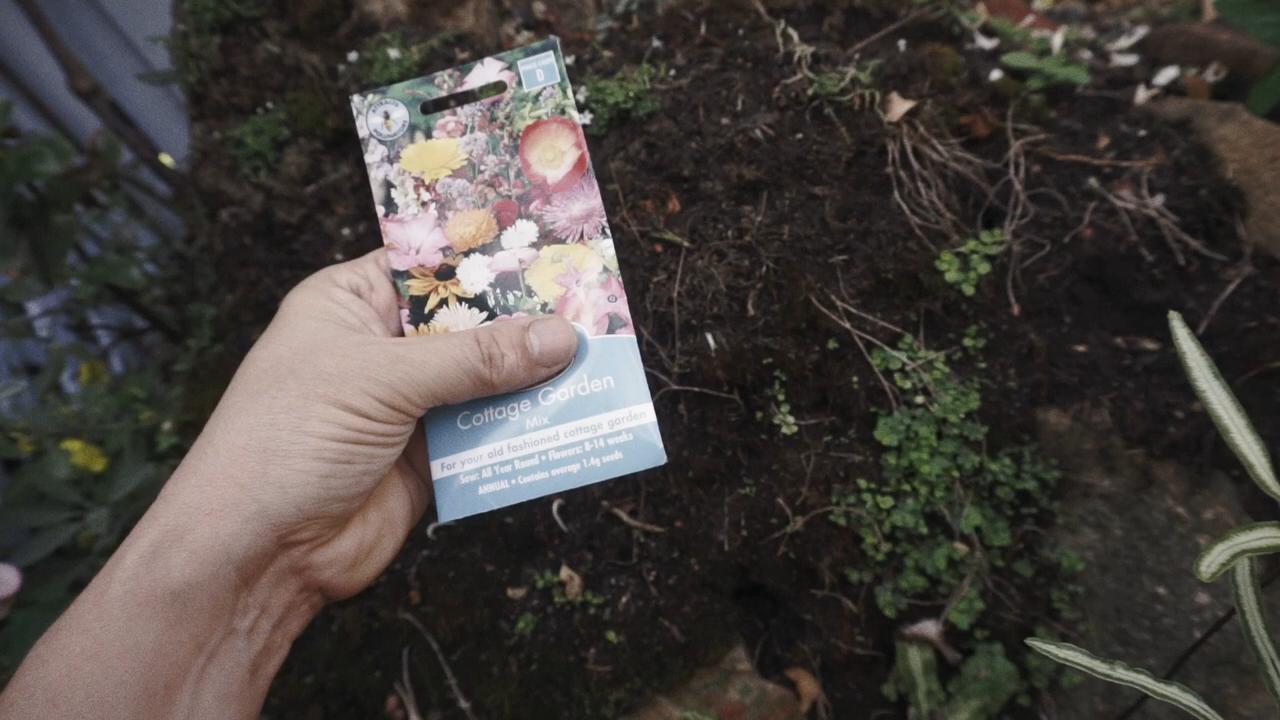 D
Cottage Garden
Mix
For your old fashioned cottage garden
Sow: All Year Round • Flowers: 8-14 weeks
ANNUAL • Contains average 1.4g seeds